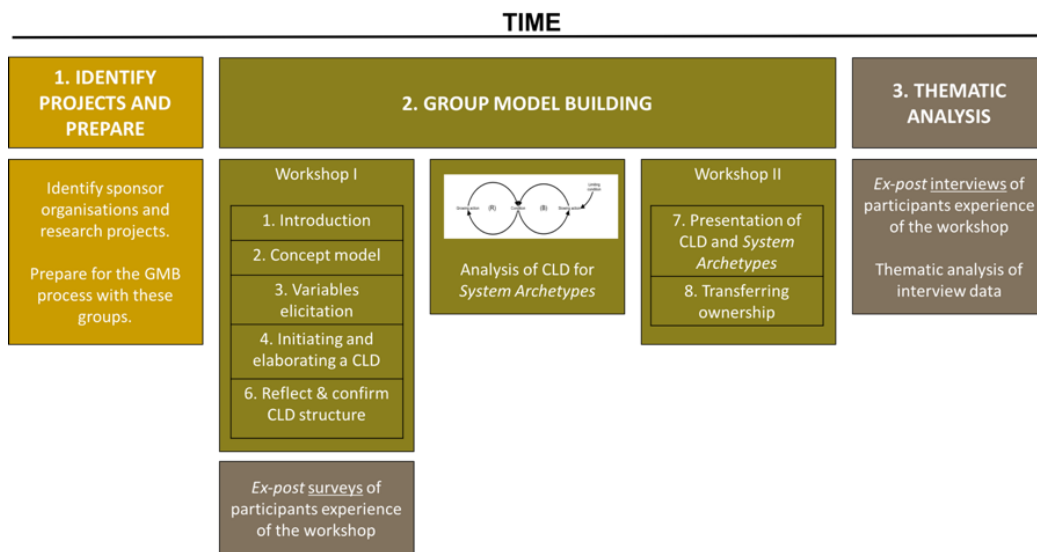 TIME
1. IDENTIFY
PROJECTS AND
PREPARE
2. GROUP MODEL BUILDING
3. THEMATIC
ANALYSIS
Identify sponsor
organisations and
research projects.
Prepare for the GMB
process with these
groups.
Workshop I
1. Introduction
2. Concept model
3. Variables
elicitation
4. Initiating and
elaborating a CLD
6. Reflect & confirm
CLD structure
Ex-post surveys of
participants experience
of the workshop
(R)
Condition
(B)
Analysis of CLD for
System Archetypes
Workshop II
7. Presentation of
CLD and System
Archetypes
8. Transferring
ownership
Ex-post interviews of
participants experience
of the workshop
Thematic analysis of
interview data